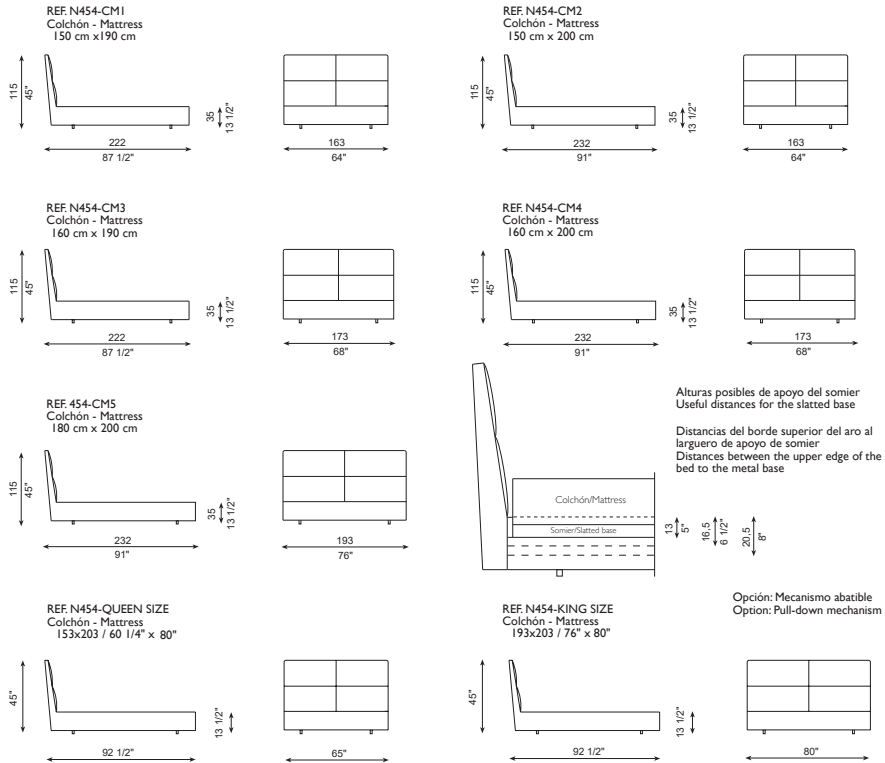 REF. N454-CM1
Colchón - Mattress
150 cm x190 cm
115
45"
35
13 1/2"
222
87 1/2"
163
64"
REF. N454-CM2
Colchón - Mattress
150 cm x 200 cm
115
45"
35
13 1/2"
232
91"
163
64"
REF. N454-CM3
Colchón - Mattress
160 cm x 190 cm
115
45"
35
13 1/2"
222
87 1/2"
173
68"
REF. N454-CM4
Colchón - Mattress
160 cm x 200 cm
115
45"
35
13 1/2"
232
91"
173
68"
REF. 454-CM5
Colchón - Mattress
180 cm x 200 cm
115
45"
35
13 1/2"
232
91"
193
76"
Alturas posibles de apoyo del somier
Useful distances for the slatted base
Distancias del borde superior del aro al
larguero de apoyo de somier
Distances between the upper edge of the
bed to the metal base
Colchón/Mattress
Somier/Slatted base
13
5"
16,5
6 1/2"
20,5
8"
REF. N454-QUEEN SIZE
Colchón - Mattress
153x203 / 60 1/4" x 80"
45"
13 1/2"
92 1/2"
65"
REF. N454-KING SIZE
Colchón - Mattress
193x203 / 76" x 80"
45"
13 1/2"
92 1/2"
80"
Opción: Mecanismo abatible
Option: Pull-down mechanism